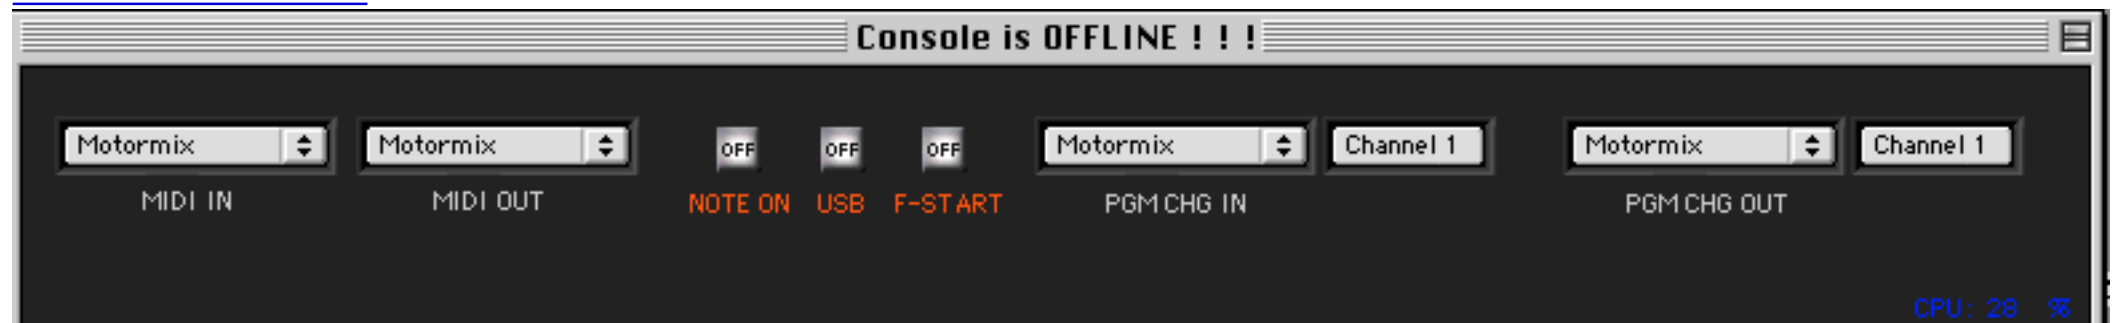 Console is OFFLINE ! ! !
Motormix Motormix OFF OFF OFF Motormix Channel 1 Motormix Channel 1
MIDI IN MIDI OUT NOTE ON USB F-START PGM CHG IN PGM CHG OUT
CPU: 28 %